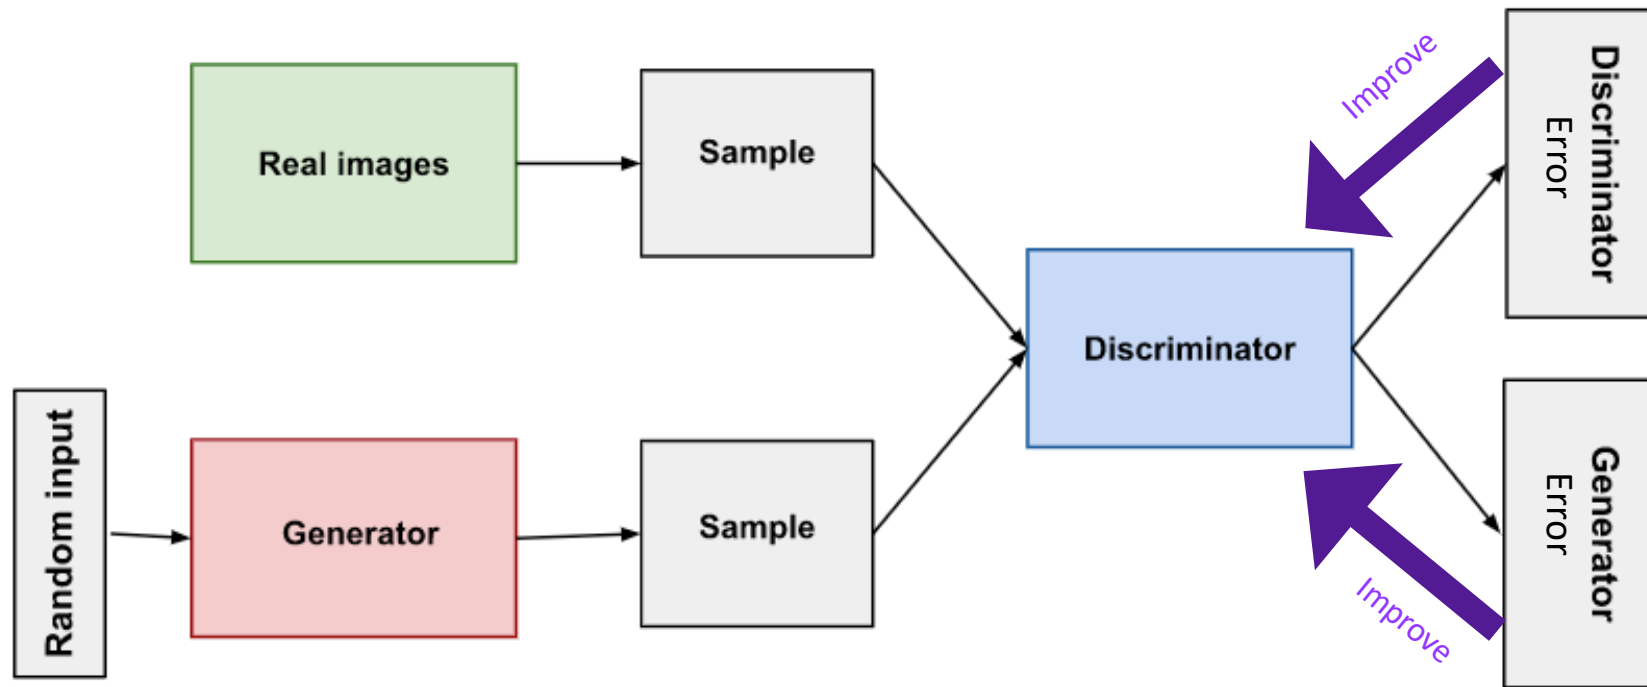 Real images
Sample
Improve
Discriminator
Error
Discriminator
Random input
Generator
Sample
Improve
Generator
Error